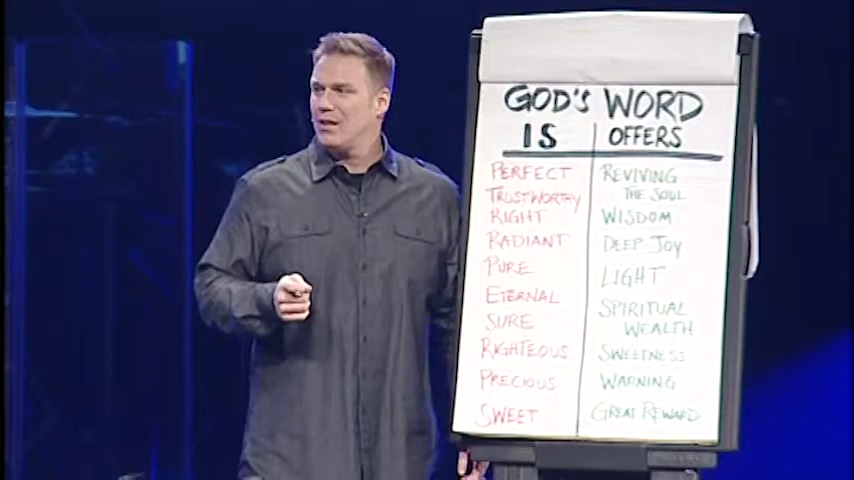 GOD'S WORD
IS OFFERS
PERFECT
TRUSTWORTHY
RIGHT
RADIANT
PURE
ETERNAL
SURE
RIGHTEOUS
PRECIOUS
SWEET
REVIVING
THE SOUL
WISDOM
DEEP JOY
LIGHT
SPIRITUAL
WEALTH
SWEETNESS
WARNING
GREAT REWARD